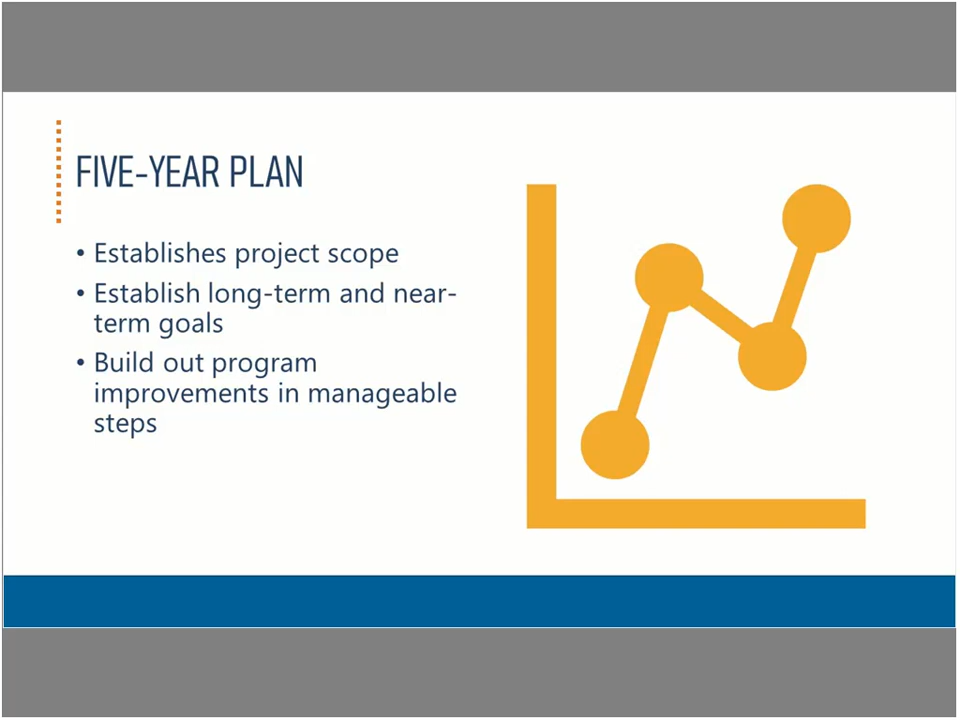 FIVE-YEAR PLAN
• Establishes project scope
• Establish long-term and near-
term goals
• Build out program
improvements in manageable
steps